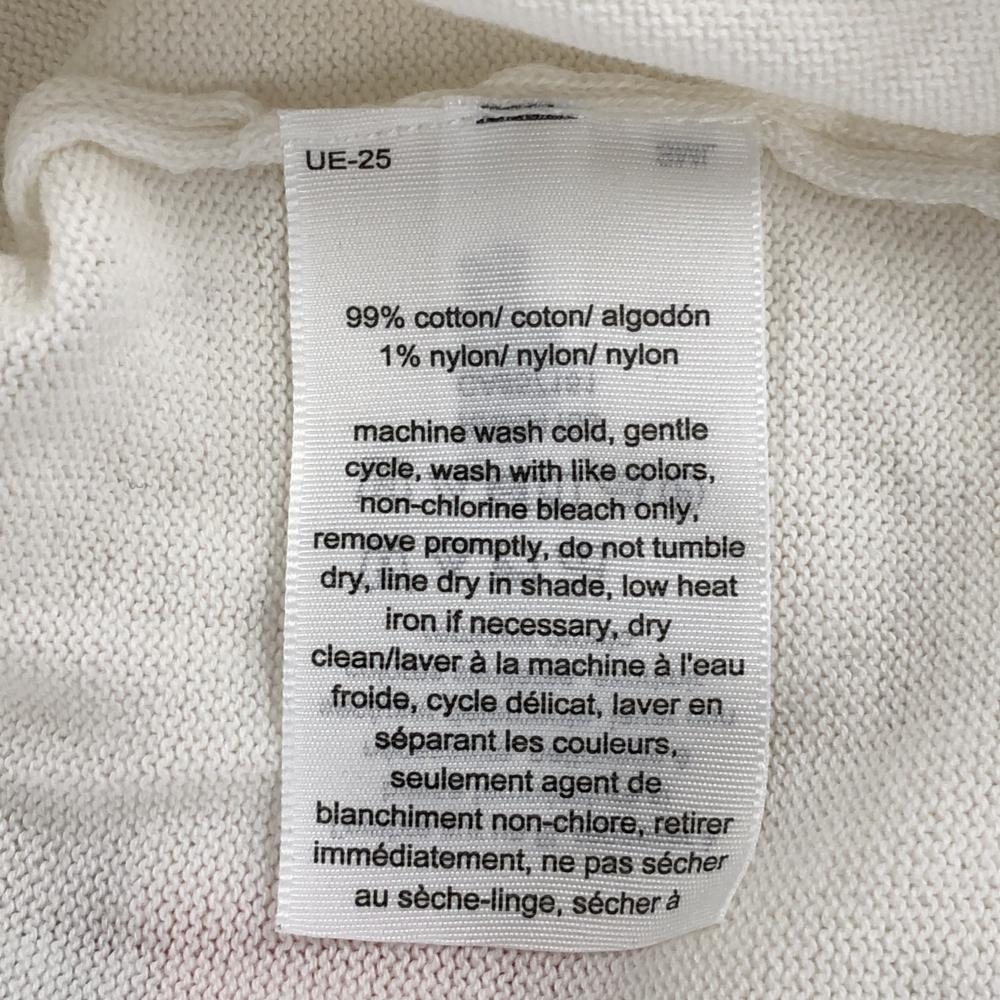 UE-25
99% cotton/ coton/ algodón
1% nylon/ nylon/ nylon
machine wash cold, gentle
cycle, wash with like colors,
non-chlorine bleach only,
remove promptly, do not tumble
dry, line dry in shade, low heat
iron if necessary, dry
clean/laver à la machine à l'eau
froide, cycle délicat, laver en
séparant les couleurs,
seulement agent de
blanchiment non-chlore, retirer
immédiatement, ne pas sécher
au sèche-linge, sécher à